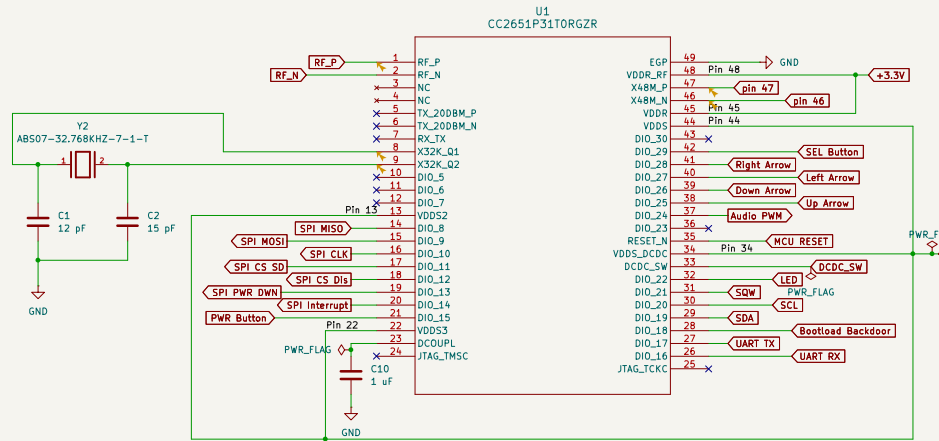 U1
CC2651P31T0RGZR
RF_P 1 RF_P EGP 49 GND
RF_N 2 RF_N VDDR_RF 48 Pin 48 +3.3V
3 NC X48M_P 47 pin 47
4 NC X48M_N 46 pin 46
5 TX_20DBM_P VDDR 45 Pin 45
6 TX_20DBM_N VDDS 44 Pin 44
7 RX_TX DIO_30 43
8 X32K_Q1 DIO_29 42 SEL Button
9 X32K_Q2 DIO_28 41 Right Arrow
10 DIO_5 DIO_27 40 Left Arrow
11 DIO_6 DIO_26 39 Down Arrow
12 DIO_7 DIO_25 38 Up Arrow
Pin 13 13 VDDS2 DIO_24 37 Audio PWM
SPI MISO 14 DIO_8 DIO_23 36
SPI MOSI 15 DIO_9 RESET_N 35 MCU RESET
SPI CLK 16 DIO_10 VDDS_DCDC 34 Pin 34
SPI CS SD 17 DIO_11 DCDC_SW 33 DCDC_SW
SPI CS Dis 18 DIO_12 DIO_22 32 LED
SPI PWR DWN 19 DIO_13 DIO_21 31 SQW
SPI Interrupt 20 DIO_14 DIO_20 30 SCL
PWR Button 21 DIO_15 DIO_19 29 SDA
Pin 22 22 VDDS3 DIO_18 28 Bootload Backdoor
23 DCOUPL DIO_17 27 UART TX
24 JTAG_TMSC DIO_16 26 UART RX
JTAG_TCKC 25
Y2
ABS07-32.768KHZ-7-1-T
1 2
C1
12 pF
C2
15 pF
GND
PWR_FLAG
C10
1 uF
GND
PWR_FLAG
PWR_F